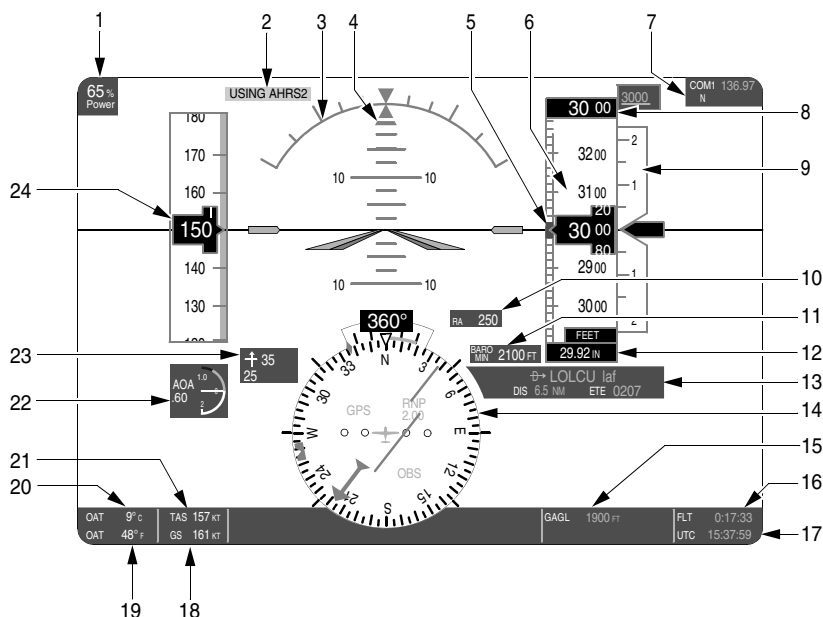 1 2 3 4 5 6 7
65% Power
USING AHRS2
COM1 136.97
N
3000
30 00
8
180
170
160
150
140
130
120
24
10 10
10 10
3200
3100
20
30 00
80
2900
3000
2
1
1
2
9
10
RA 250
11
BARO MIN 2100 FT
FEET
29.92 IN
12
360°
23
35
25
22
AOA
.60
1.0
2
D LOLCU laf
DIS 6.5 NM ETE 0207
13
14
N 3 6 E 12 15 S 21 24 W 30 33
GPS
RNP
2.00
OBS
15
16
17
21
20
OAT 9° C
OAT 48° F
TAS 157 KT
GS 161 KT
GAGL 1900 FT
FLT 0:17:33
UTC 15:37:59
19 18